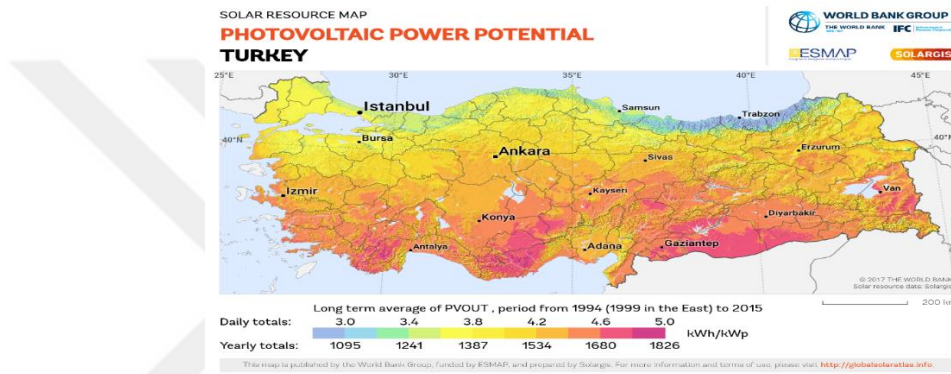 SOLAR RESOURCE MAP
PHOTOVOLTAIC POWER POTENTIAL
TURKEY
WORLD BANK GROUP
THE WORLD BANK IFC
ESMAP SOLARGIS
25°E 30°E 35°E 40°E 45°E
Istanbul
Samsun
Trabzon
Bursa
40°N 40°N
Ankara
Erzurum
Sivas
Izmir
Kayseri
Van
Konya
Diyarbakir
Antalya
Adana
Gaziantep
© 2017 THE WORLD BANK
Solar resource data: Solargis
200 km
Long term average of PVOUT , period from 1994 (1999 in the East) to 2015
Daily totals: 3.0 3.4 3.8 4.2 4.6 5.0
kWh/kWp
Yearly totals: 1095 1241 1387 1534 1680 1826
This map is published by the World Bank Group, funded by ESMAP, and prepared by Solargis. For more information and terms of use, please visit http://globalsolaratlas.info.